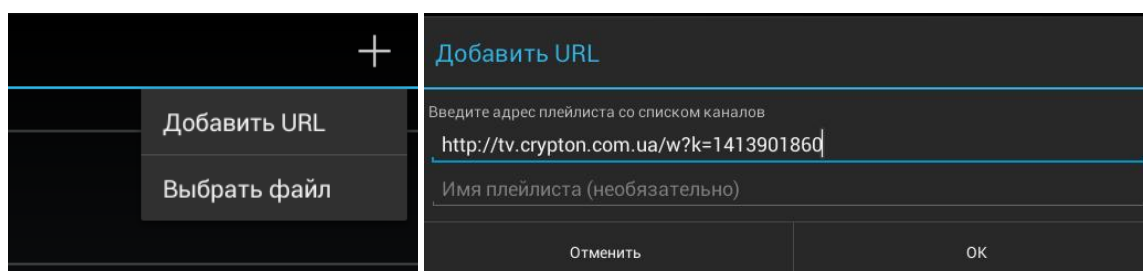 Добавить URL
Выбрать файл
Добавить URL
Введите адрес плейлиста со списком каналов
http://tv.crypton.com.ua/w?k=1413901860
Имя плейлиста (необязательно)
Отменить
ОК